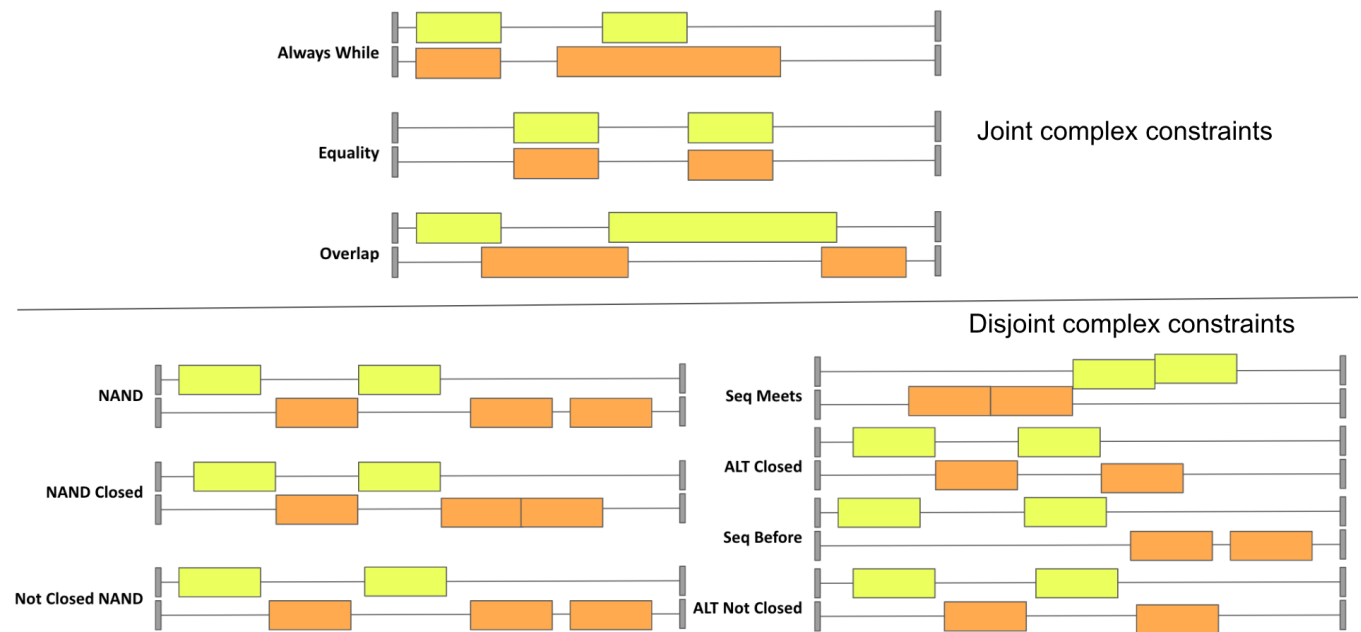 Always While
Equality
Joint complex constraints
Overlap
Disjoint complex constraints
NAND
NAND Closed
Not Closed NAND
Seq Meets
ALT Closed
Seq Before
ALT Not Closed